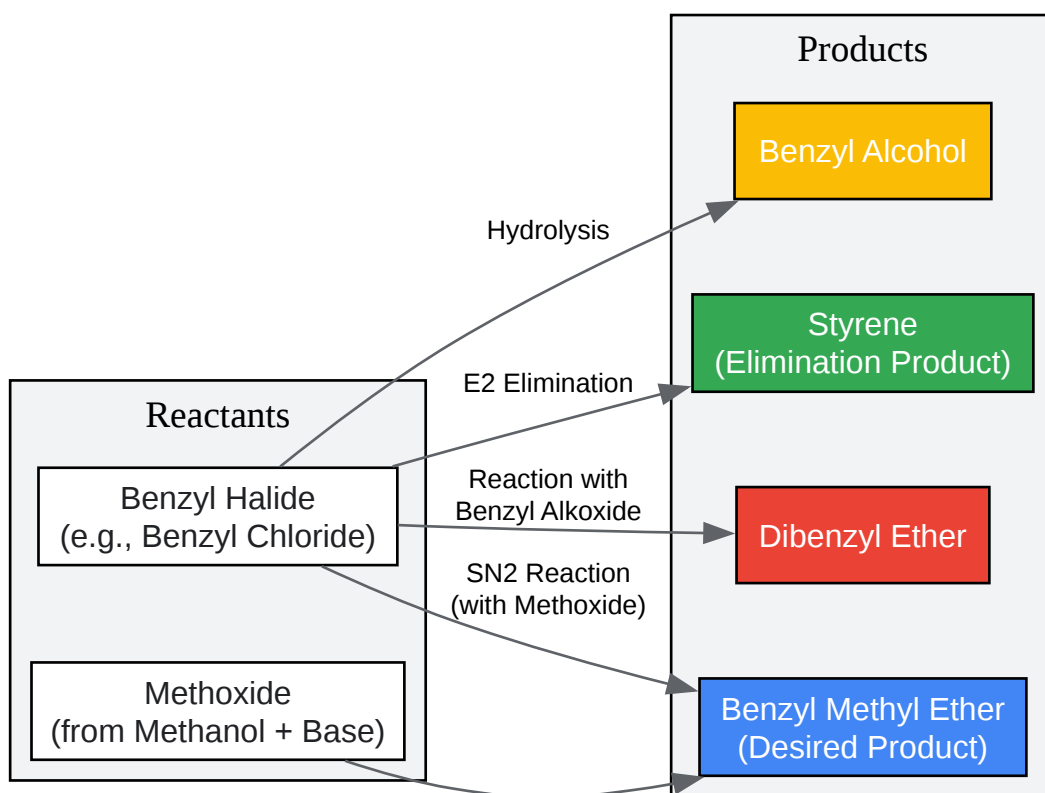 Products
Benzyl Alcohol
Hydrolysis
Styrene
(Elimination Product)
E2 Elimination
Reactants
Benzyl Halide
(e.g., Benzyl Chloride)
Reaction with
Benzyl Alkoxide
Dibenzyl Ether
SN2 Reaction
(with Methoxide)
Methoxide
(from Methanol + Base)
Benzyl Methyl Ether
(Desired Product)